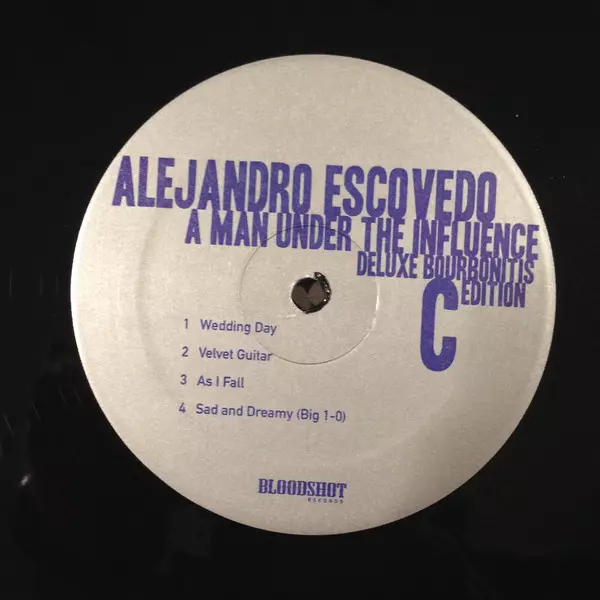 ALEJANDRO ESCOVEDO
A MAN UNDER THE INFLUENCE
DELUXE BOURBONITIS
EDITION
C
1 Wedding Day
2 Velvet Guitar
3 As I Fall
4 Sad and Dreamy (Big 1-0)
BLOODSHOT
RECORDS